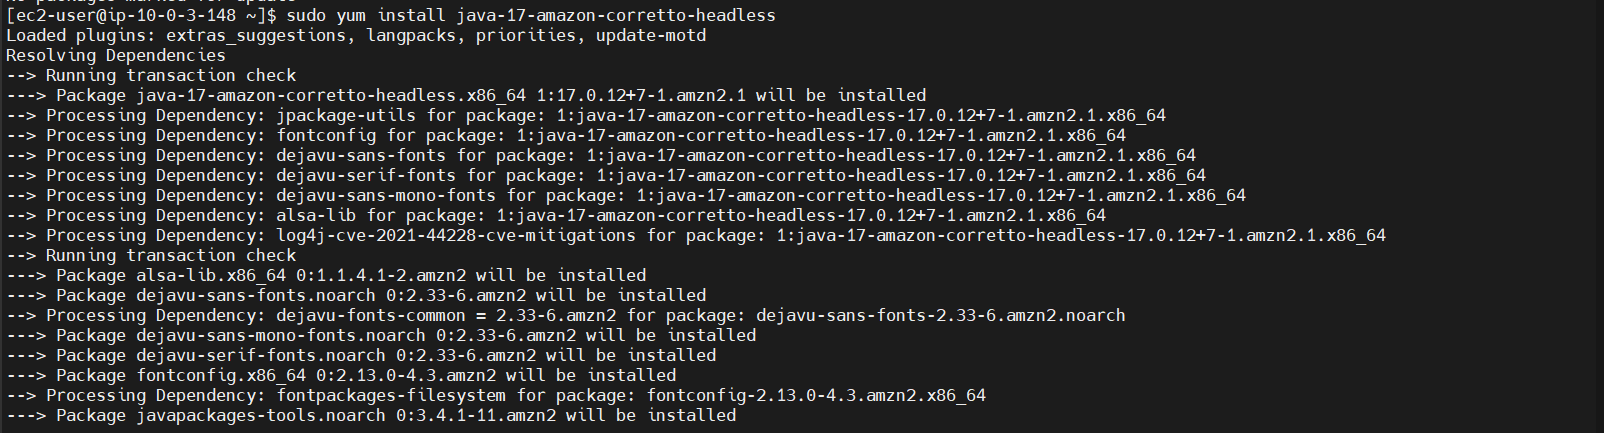 No packages marked for update
[ec2-user@ip-10-0-3-148 ~]$ sudo yum install java-17-amazon-corretto-headless
Loaded plugins: extras_suggestions, langpacks, priorities, update-motd
Resolving Dependencies
--> Running transaction check
---> Package java-17-amazon-corretto-headless.x86_64 1:17.0.12+7-1.amzn2.1 will be installed
--> Processing Dependency: jpackage-utils for package: 1:java-17-amazon-corretto-headless-17.0.12+7-1.amzn2.1.x86_64
--> Processing Dependency: fontconfig for package: 1:java-17-amazon-corretto-headless-17.0.12+7-1.amzn2.1.x86_64
--> Processing Dependency: dejavu-sans-fonts for package: 1:java-17-amazon-corretto-headless-17.0.12+7-1.amzn2.1.x86_64
--> Processing Dependency: dejavu-serif-fonts for package: 1:java-17-amazon-corretto-headless-17.0.12+7-1.amzn2.1.x86_64
--> Processing Dependency: dejavu-sans-mono-fonts for package: 1:java-17-amazon-corretto-headless-17.0.12+7-1.amzn2.1.x86_64
--> Processing Dependency: alsa-lib for package: 1:java-17-amazon-corretto-headless-17.0.12+7-1.amzn2.1.x86_64
--> Processing Dependency: log4j-cve-2021-44228-cve-mitigations for package: 1:java-17-amazon-corretto-headless-17.0.12+7-1.amzn2.1.x86_64
--> Running transaction check
---> Package alsa-lib.x86_64 0:1.1.4.1-2.amzn2 will be installed
---> Package dejavu-sans-fonts.noarch 0:2.33-6.amzn2 will be installed
--> Processing Dependency: dejavu-fonts-common = 2.33-6.amzn2 for package: dejavu-sans-fonts-2.33-6.amzn2.noarch
---> Package dejavu-sans-mono-fonts.noarch 0:2.33-6.amzn2 will be installed
---> Package dejavu-serif-fonts.noarch 0:2.33-6.amzn2 will be installed
---> Package fontconfig.x86_64 0:2.13.0-4.3.amzn2 will be installed
--> Processing Dependency: fontpackages-filesystem for package: fontconfig-2.13.0-4.3.amzn2.x86_64
---> Package javapackages-tools.noarch 0:3.4.1-11.amzn2 will be installed